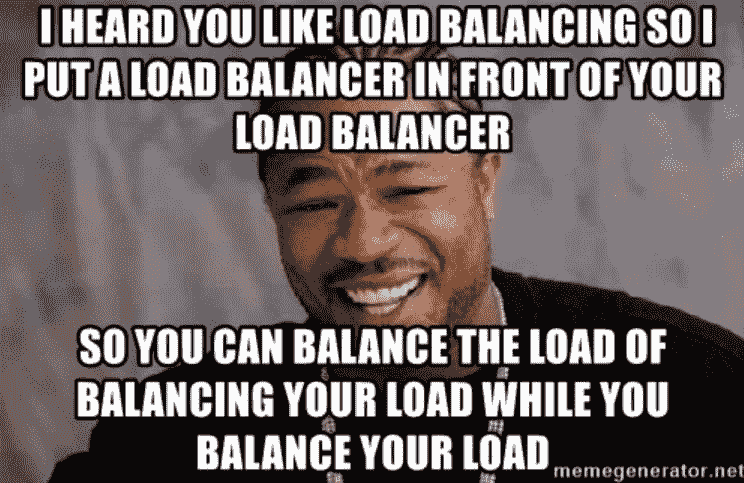 I HEARD YOU LIKE LOAD BALANCING SO I
PUT A LOAD BALANCER IN FRONT OF YOUR
LOAD BALANCER
SO YOU CAN BALANCE THE LOAD OF
BALANCING YOUR LOAD WHILE YOU
BALANCE YOUR LOAD
memegenerator.net